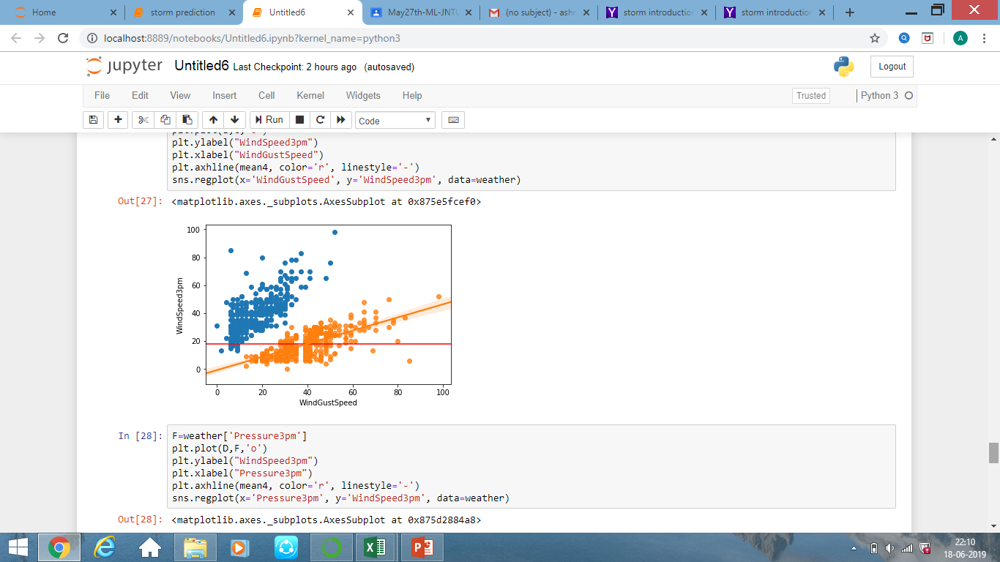 Home
storm prediction
Untitled6
May27th-ML-JNTU
(no subject) - ashr
storm introduction
storm introduction
localhost:8889/notebooks/Untitled6.ipynb?kernel_name=python3
A
jupyter Untitled6 Last Checkpoint: 2 hours ago (autosaved)
Logout
File Edit View Insert Cell Kernel Widgets Help
Trusted
Python 3
Run
Code
plt.ylabel("WindSpeed3pm")
plt.xlabel("WindGustSpeed")
plt.axhline(mean4, color='r', linestyle='-')
sns.regplot(x='WindGustSpeed', y='WindSpeed3pm', data=weather)
Out[27]: <matplotlib.axes._subplots.AxesSubplot at 0x875e5fcef0>
100
80
60
40
20
0
WindSpeed3pm
0 20 40 60 80 100
WindGustSpeed
In [28]: F=weather['Pressure3pm']
plt.plot(D,F,'o')
plt.ylabel("WindSpeed3pm")
plt.xlabel("Pressure3pm")
plt.axhline(mean4, color='r', linestyle='-')
sns.regplot(x='Pressure3pm', y='WindSpeed3pm', data=weather)
Out[28]: <matplotlib.axes._subplots.AxesSubplot at 0x875d2884a8>
22:10
18-06-2019